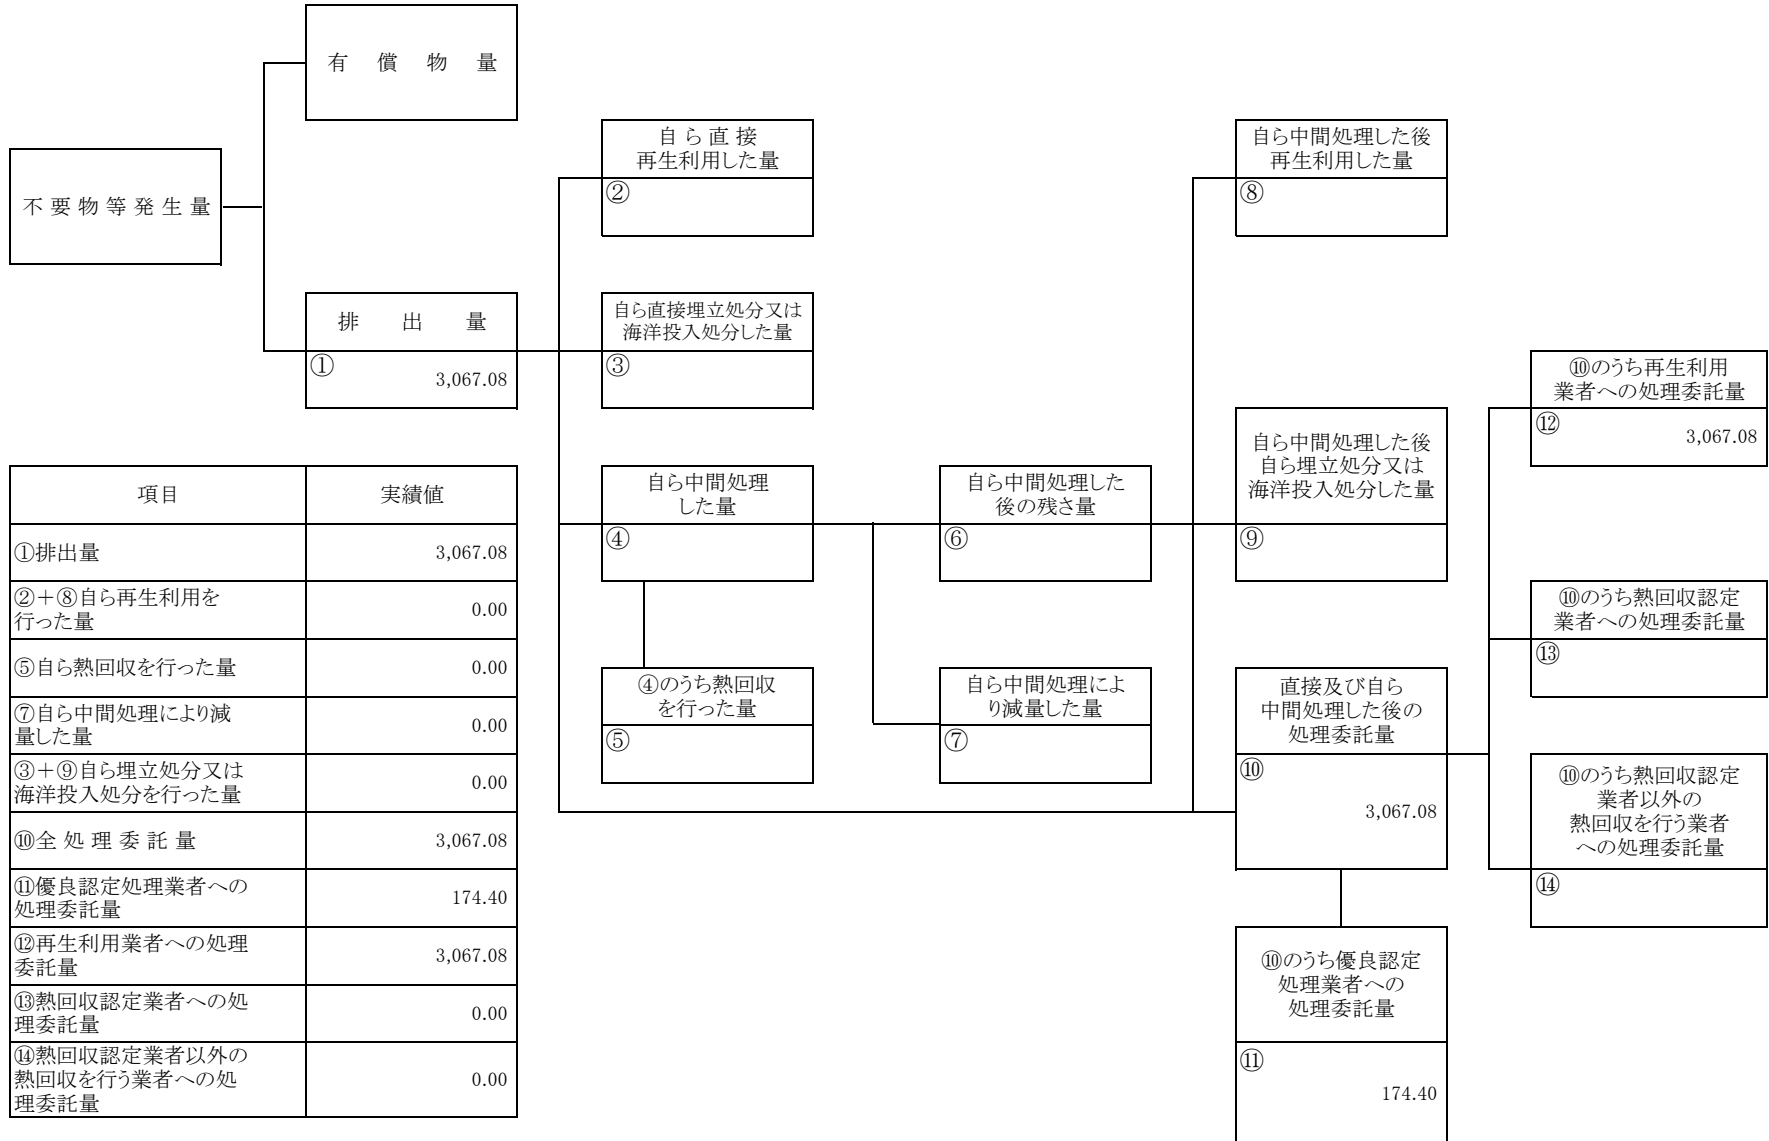 有償物量
不要物等発生量
排出量
①
3,067.08
自ら直接
再生利用した量
②
自ら直接埋立処分又は
海洋投入処分した量
③
自ら中間処理
した量
④
④のうち熱回収
を行った量
⑤
自ら中間処理した
後の残さ量
⑥
自ら中間処理によ
り減量した量
⑦
自ら中間処理した後
再生利用した量
⑧
自ら中間処理した後
自ら埋立処分又は
海洋投入処分した量
⑨
直接及び自ら
中間処理した後の
処理委託量
⑩
3,067.08
⑩のうち優良認定
処理業者への
処理委託量
⑪
174.40
⑩のうち再生利用
業者への処理委託量
⑫
3,067.08
⑩のうち熱回収認定
業者への処理委託量
⑬
⑩のうち熱回収認定
業者以外の
熱回収を行う業者
への処理委託量
⑭
項目 実績値
①排出量 3,067.08
②＋⑧自ら再生利用を
行った量 0.00
⑤自ら熱回収を行った量 0.00
⑦自ら中間処理により減
量した量 0.00
③＋⑨自ら埋立処分又は
海洋投入処分を行った量 0.00
⑩全処理委託量 3,067.08
⑪優良認定処理業者への
処理委託量 174.40
⑫再生利用業者への処理
委託量 3,067.08
⑬熱回収認定業者への処
理委託量 0.00
⑭熱回収認定業者以外の
熱回収を行う業者への処
理委託量 0.00